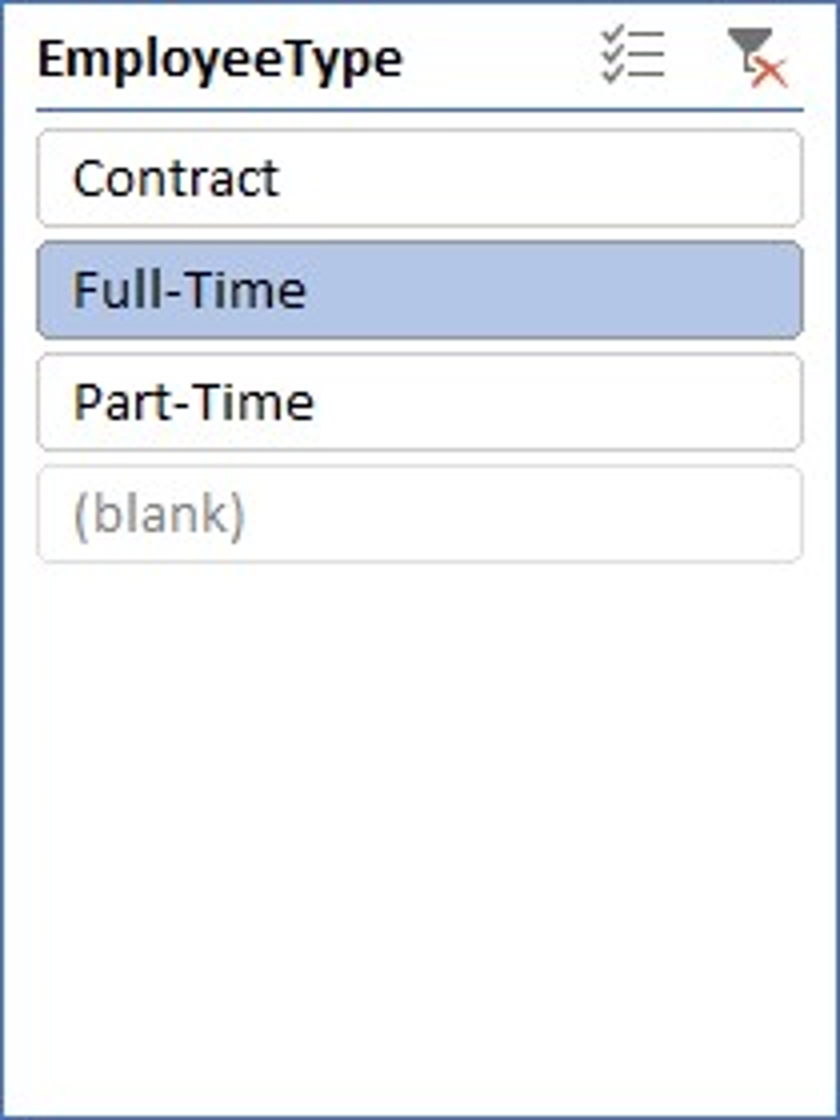 EmployeeType
Contract
Full-Time
Part-Time
(blank)